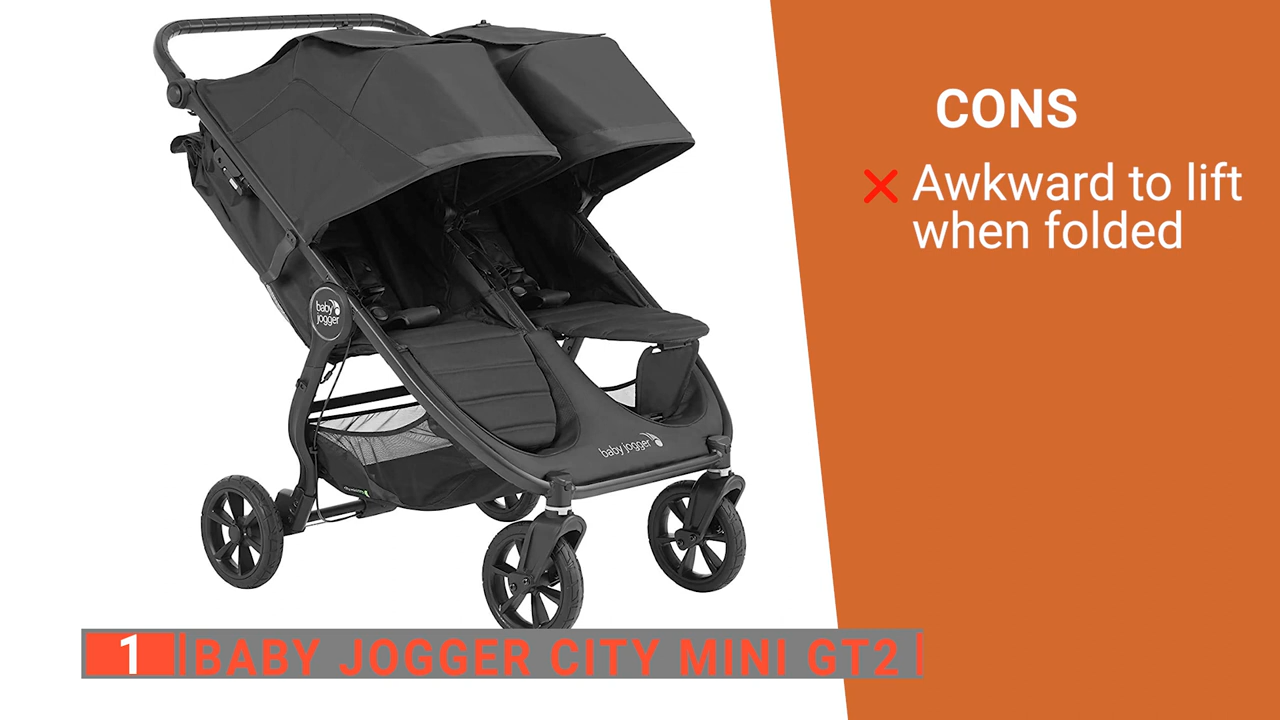 CONS
Awkward to lift
when folded
baby
jogger
baby jogger
1 BABY JOGGER CITY MINI GT2